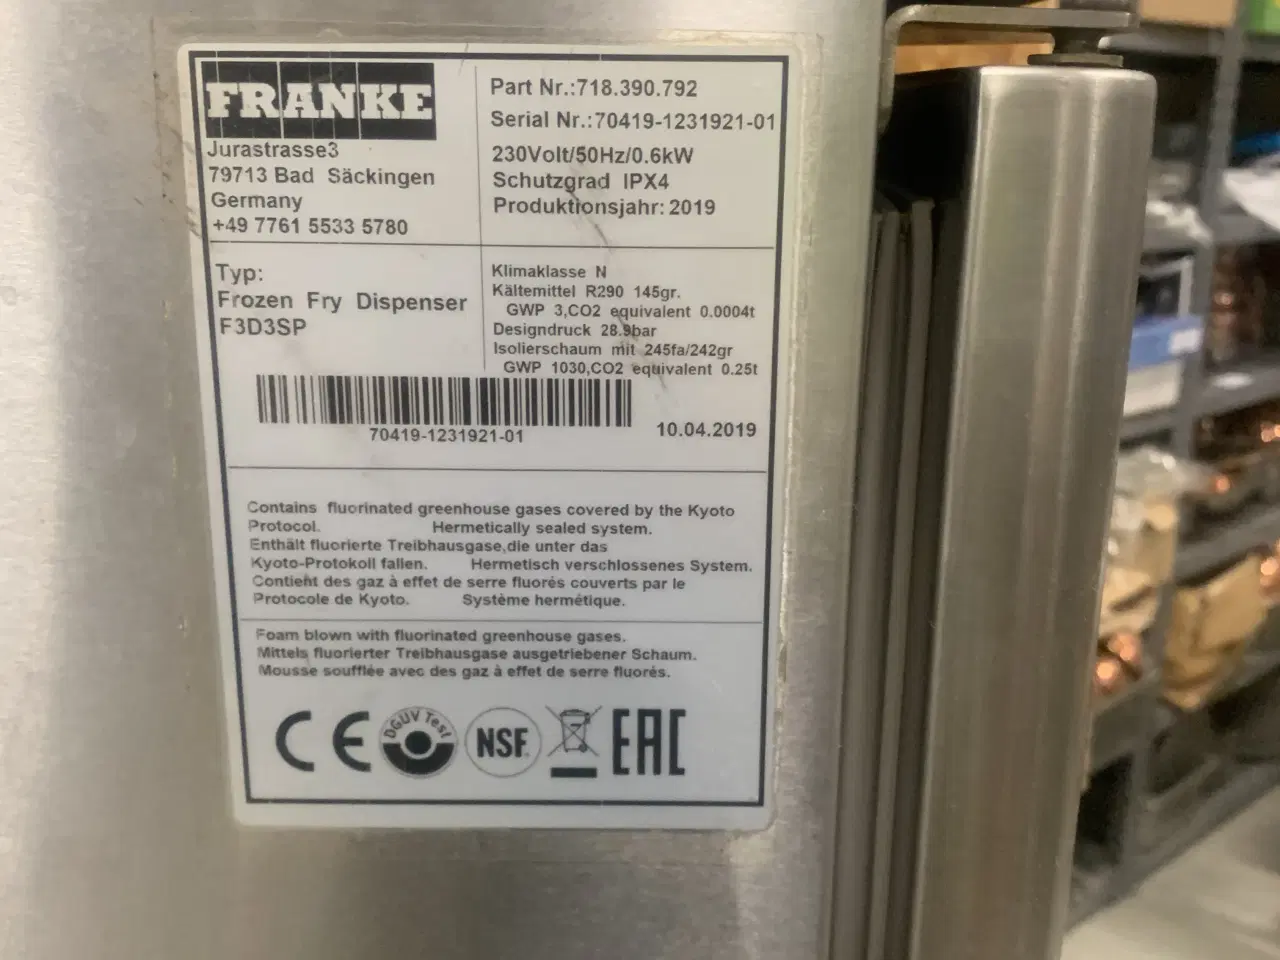 FRANKE
Jurastrasse3
79713 Bad Säckingen
Germany
+49 7761 5533 5780
Part Nr.:718.390.792
Serial Nr.:70419-1231921-01
230Volt/50Hz/0.6kW
Schutzgrad IPX4
Produktionsjahr: 2019
Typ:
Frozen Fry Dispenser
F3D3SP
Klimaklasse N
Kältemittel R290 145gr.
GWP 3,CO2 equivalent 0.0004t
Designdruck 28.9bar
Isolierschaum mit 245fa/242gr
GWP 1030,CO2 equivalent 0.25t
70419-1231921-01
10.04.2019
Contains fluorinated greenhouse gases covered by the Kyoto
Protocol. Hermetically sealed system.
Enthält fluorierte Treibhausgase,die unter das
Kyoto-Protokoll fallen. Hermetisch verschlossenes System.
Contient des gaz à effet de serre fluorés couverts par le
Protocole de Kyoto. Système hermétique.
Foam blown with fluorinated greenhouse gases.
Mittels fluorierter Treibhausgase ausgetriebener Schaum.
Mousse soufflée avec des gaz à effet de serre fluorés.
CE DGUV Test NSF EAC